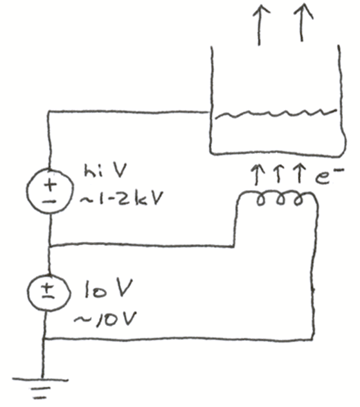 e⁻
hi V
~1-2kV
lo V
~10V